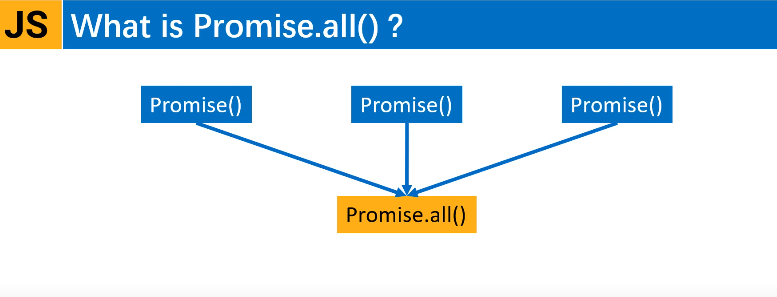 JS What is Promise.all() ?
Promise() Promise() Promise()
Promise.all()